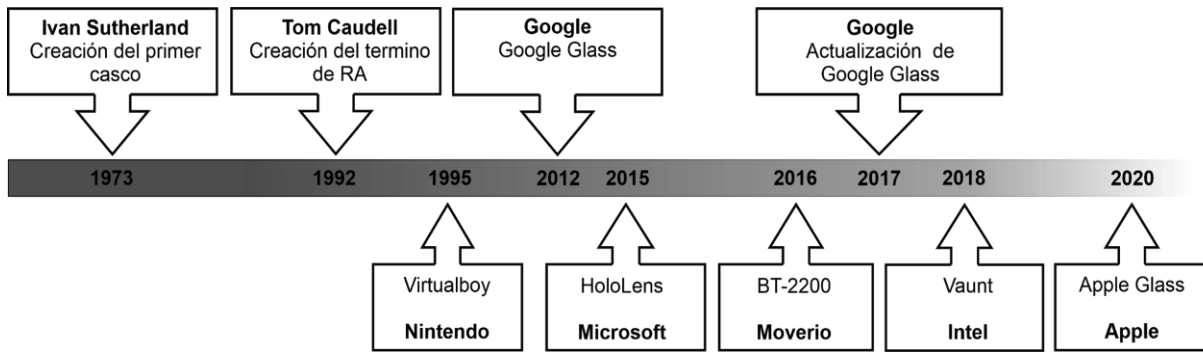 Ivan Sutherland
Creación del primer
casco
Tom Caudell
Creación del termino
de RA
Google
Google Glass
Google
Actualización de
Google Glass
1973
1992
1995
2012
2015
2016
2017
2018
2020
Virtualboy
Nintendo
HoloLens
Microsoft
BT-2200
Moverio
Vaunt
Intel
Apple Glass
Apple